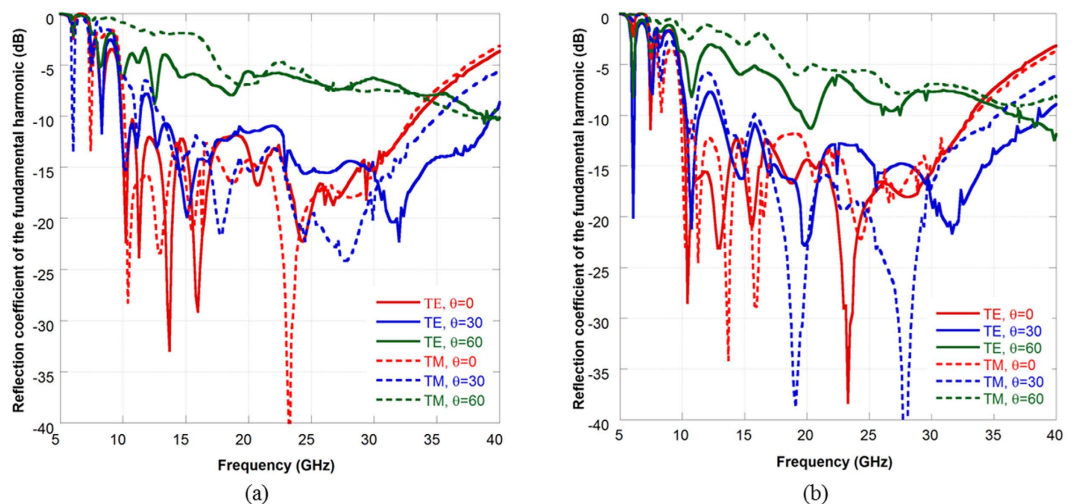 (a)
Reflection coefficient of the fundamental harmonic (dB)
0
-5
-10
-15
-20
-25
-30
-35
-40
TE, θ=0
TE, θ=30
TE, θ=60
TM, θ=0
TM, θ=30
TM, θ=60
5 10 15 20 25 30 35 40
Frequency (GHz)
(a)
(b)
Reflection coefficient of the fundamental harmonic (dB)
0
-5
-10
-15
-20
-25
-30
-35
-40
TE, θ=0
TE, θ=30
TE, θ=60
TM, θ=0
TM, θ=30
TM, θ=60
5 10 15 20 25 30 35 40
Frequency (GHz)
(b)